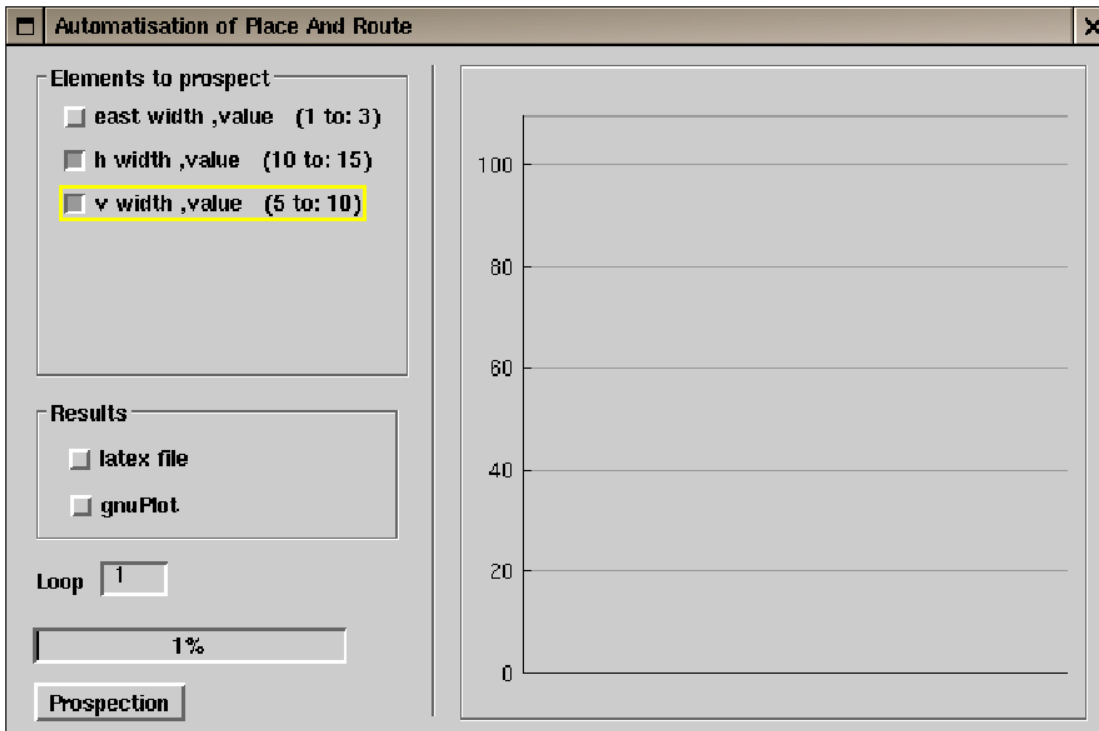 Automatisation of Place And Route
Elements to prospect
east width ,value (1 to: 3)
h width ,value (10 to: 15)
v width ,value (5 to: 10)
Results
latex file
gnuPlot
Loop 1
1%
Prospection
100
80
60
40
20
0